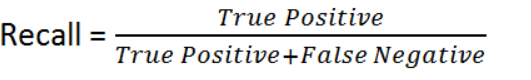 Recall = True Positive / True Positive+False Negative